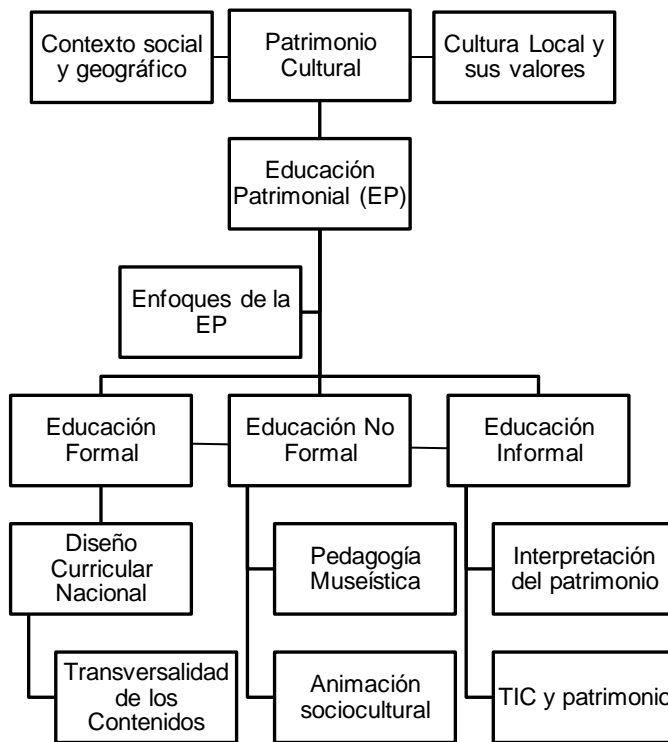 Contexto social
y geográfico
Patrimonio
Cultural
Cultura Local y
sus valores
Educación
Patrimonial (EP)
Enfoques de la
EP
Educación
Formal
Educación No
Formal
Educación
Informal
Diseño
Curricular
Nacional
Pedagogía
Museística
Interpretación
del patrimonio
Transversalidad
de los
Contenidos
Animación
sociocultural
TIC y patrimonio